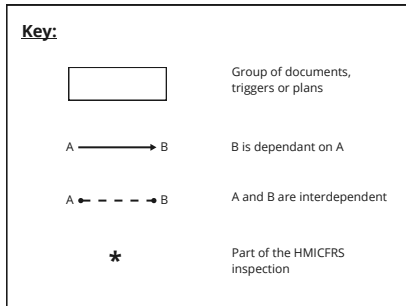 Key:
Group of documents,
triggers or plans
A B B is dependant on A
A B A and B are interdependent
* Part of the HMICFRS
inspection